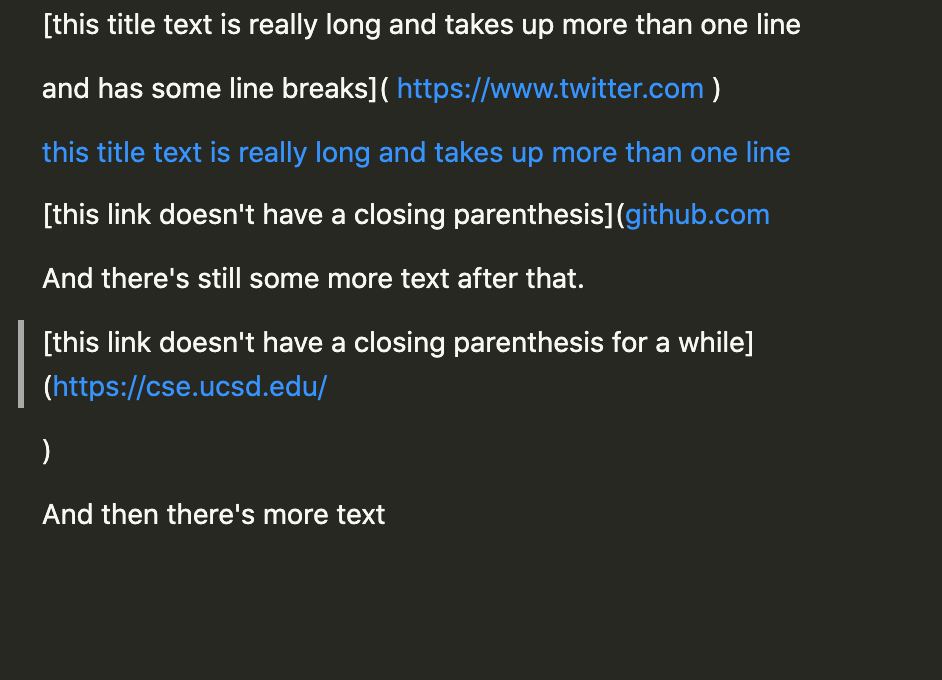 [this title text is really long and takes up more than one line
and has some line breaks]( https://www.twitter.com )
this title text is really long and takes up more than one line
[this link doesn't have a closing parenthesis](github.com
And there's still some more text after that.
[this link doesn't have a closing parenthesis for a while]
(https://cse.ucsd.edu/
)
And then there's more text